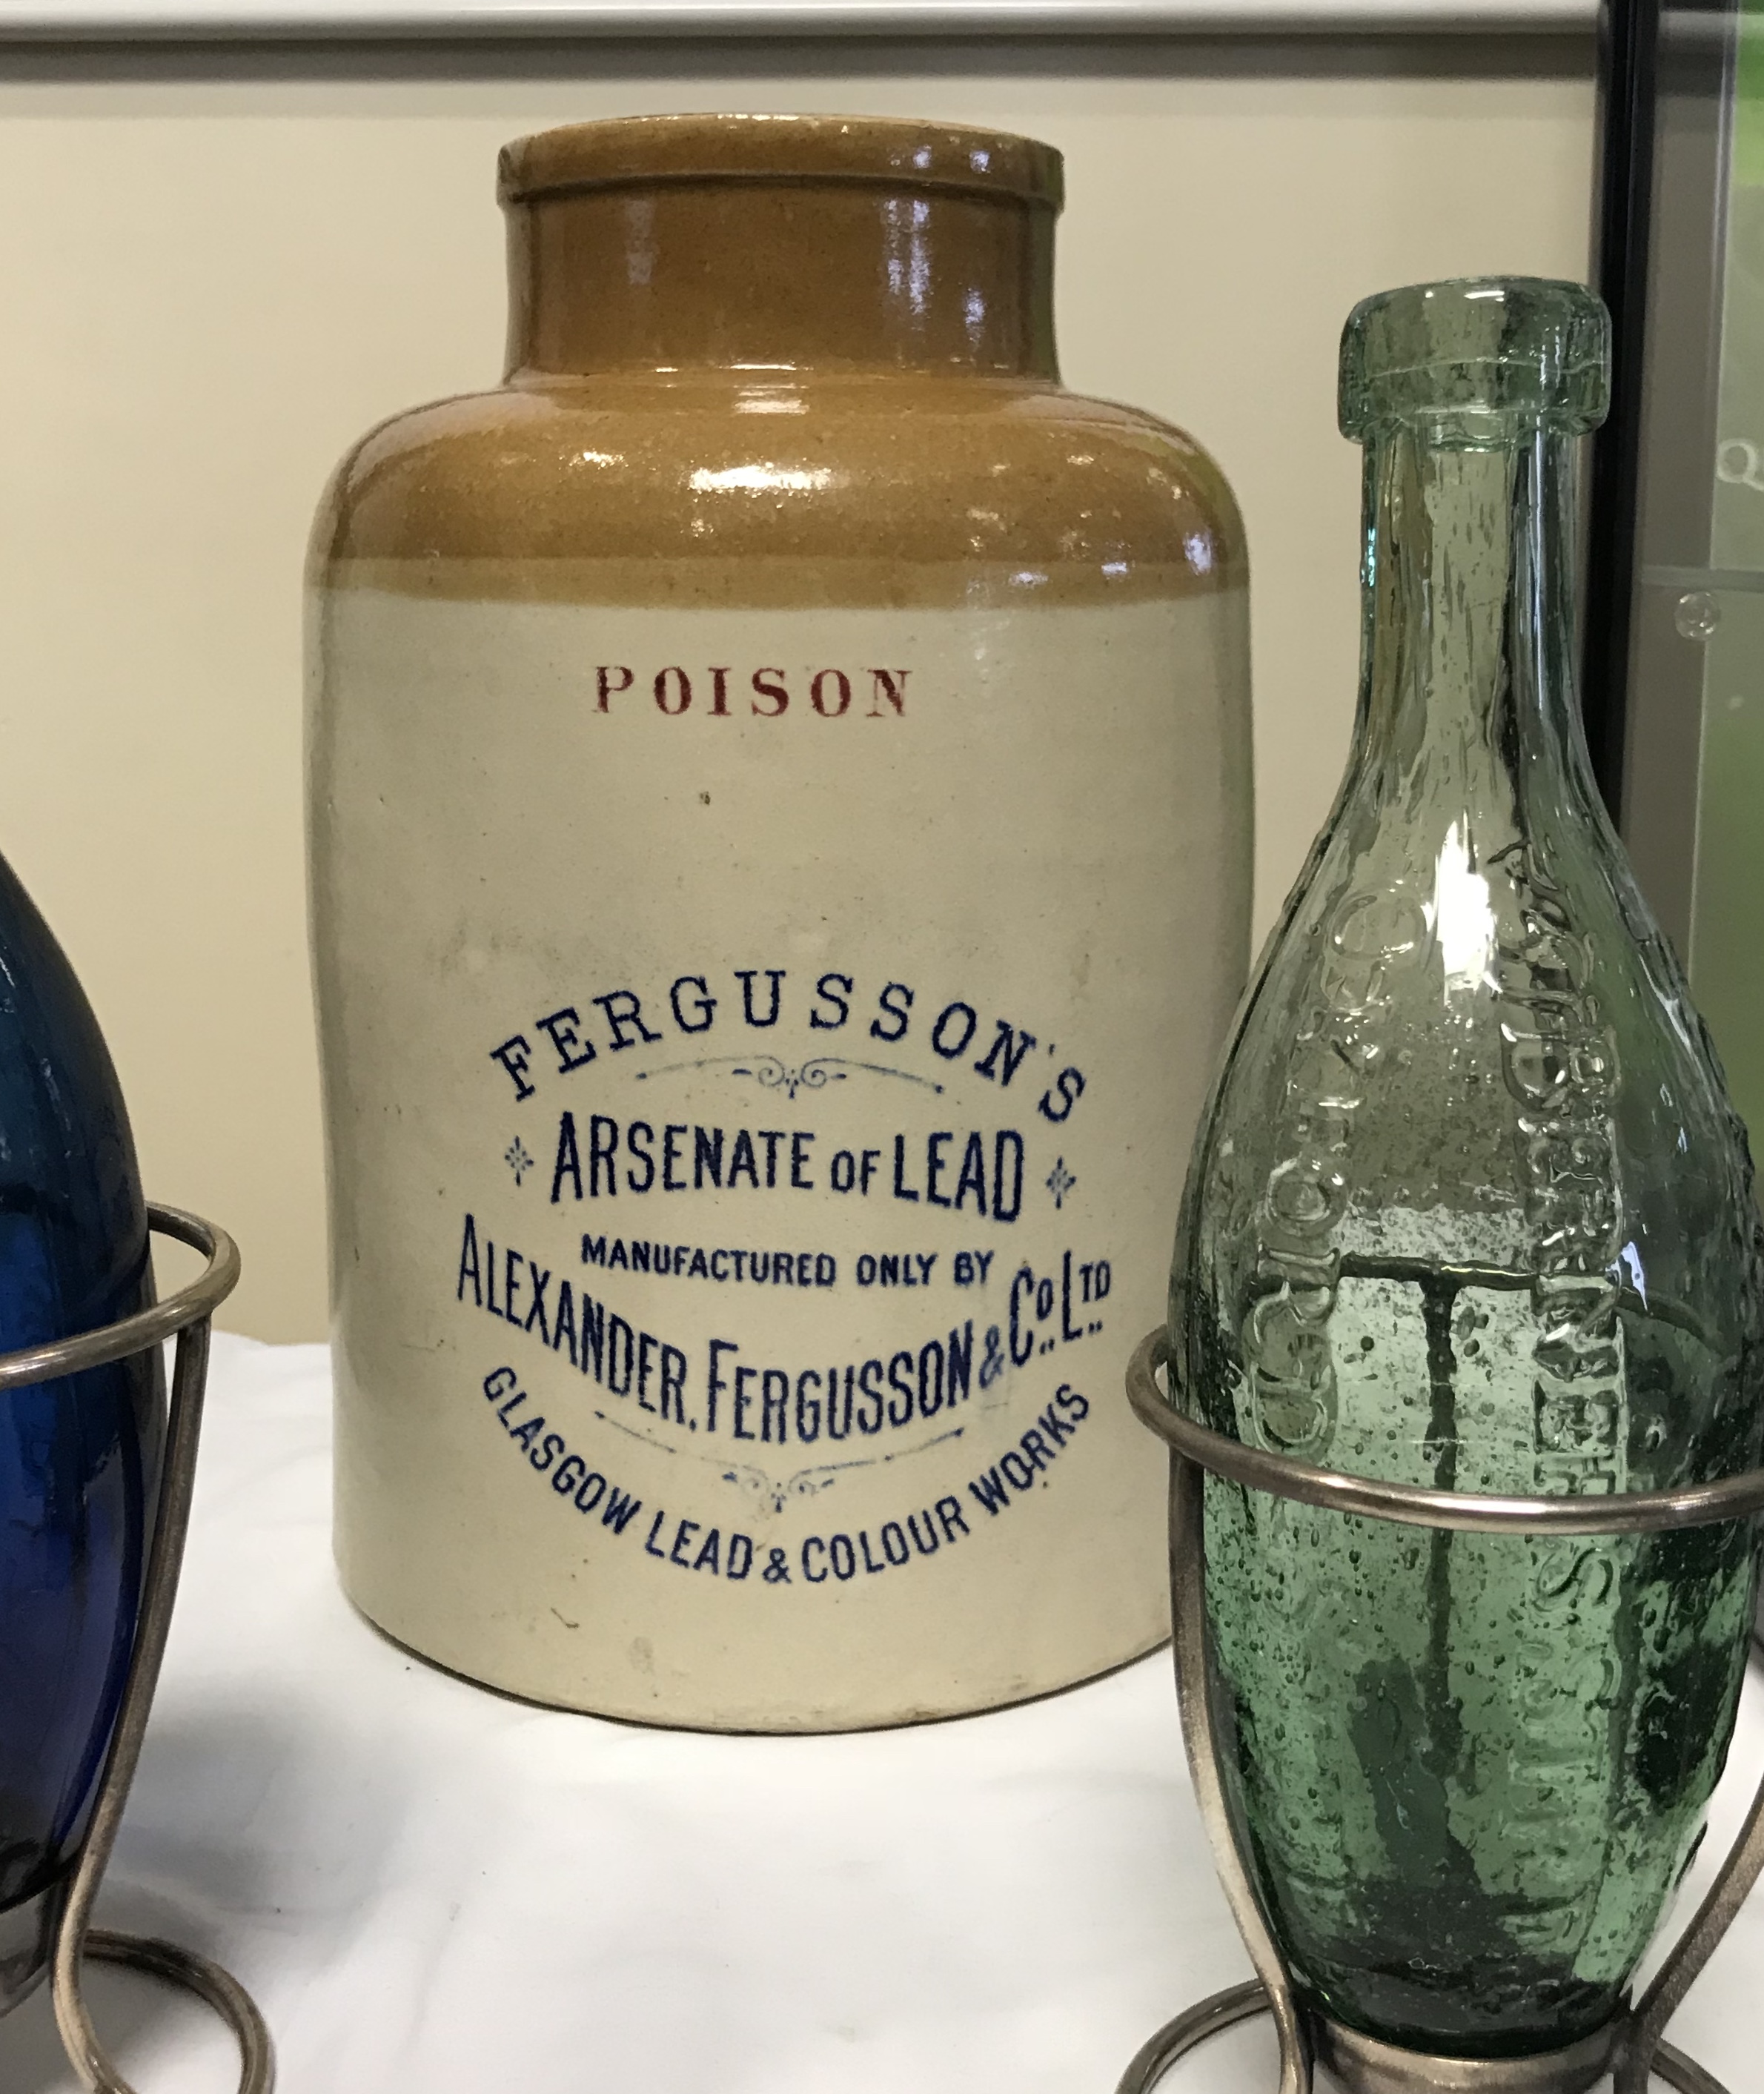 POISON
FERGUSSON'S
ARSENATE OF LEAD
MANUFACTURED ONLY BY
ALEXANDER. FERGUSSON & Co. LTD
GLASGOW LEAD & COLOUR WORKS